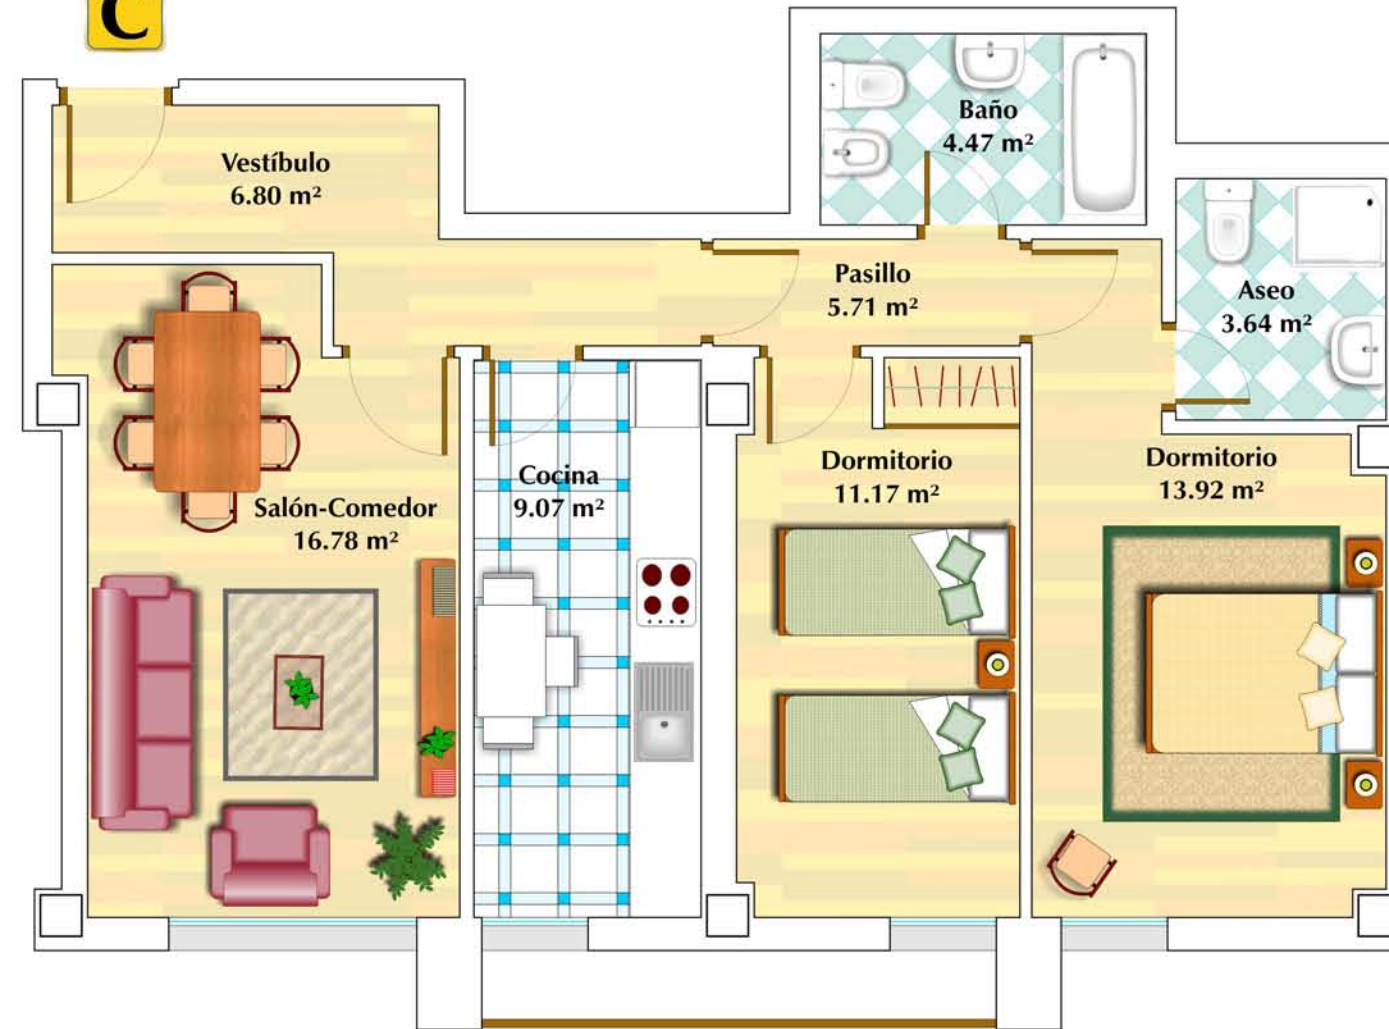 C
Vestíbulo
6.80 m²
Baño
4.47 m²
Pasillo
5.71 m²
Aseo
3.64 m²
Salón-Comedor
16.78 m²
Cocina
9.07 m²
Dormitorio
11.17 m²
Dormitorio
13.92 m²